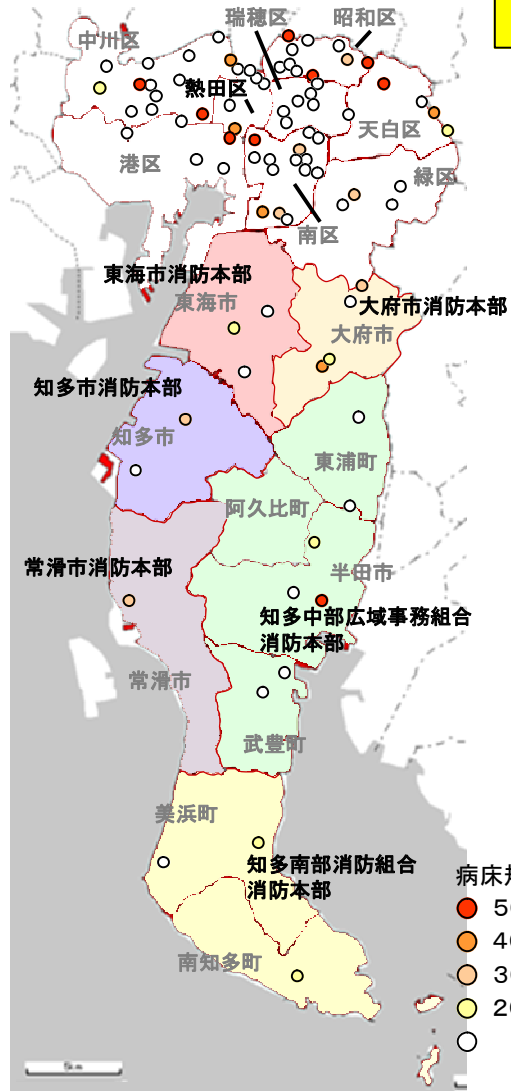 瑞穂区
昭和区
中川区
熱田区
天白区
港区
緑区
南区
東海市消防本部
東海市
大府市消防本部
大府市
知多市消防本部
知多市
東浦町
阿久比町
常滑市消防本部
半田市
知多中部広域事務組合
消防本部
常滑市
武豊町
美浜町
知多南部消防組合
消防本部
病床規
南知多町
5km